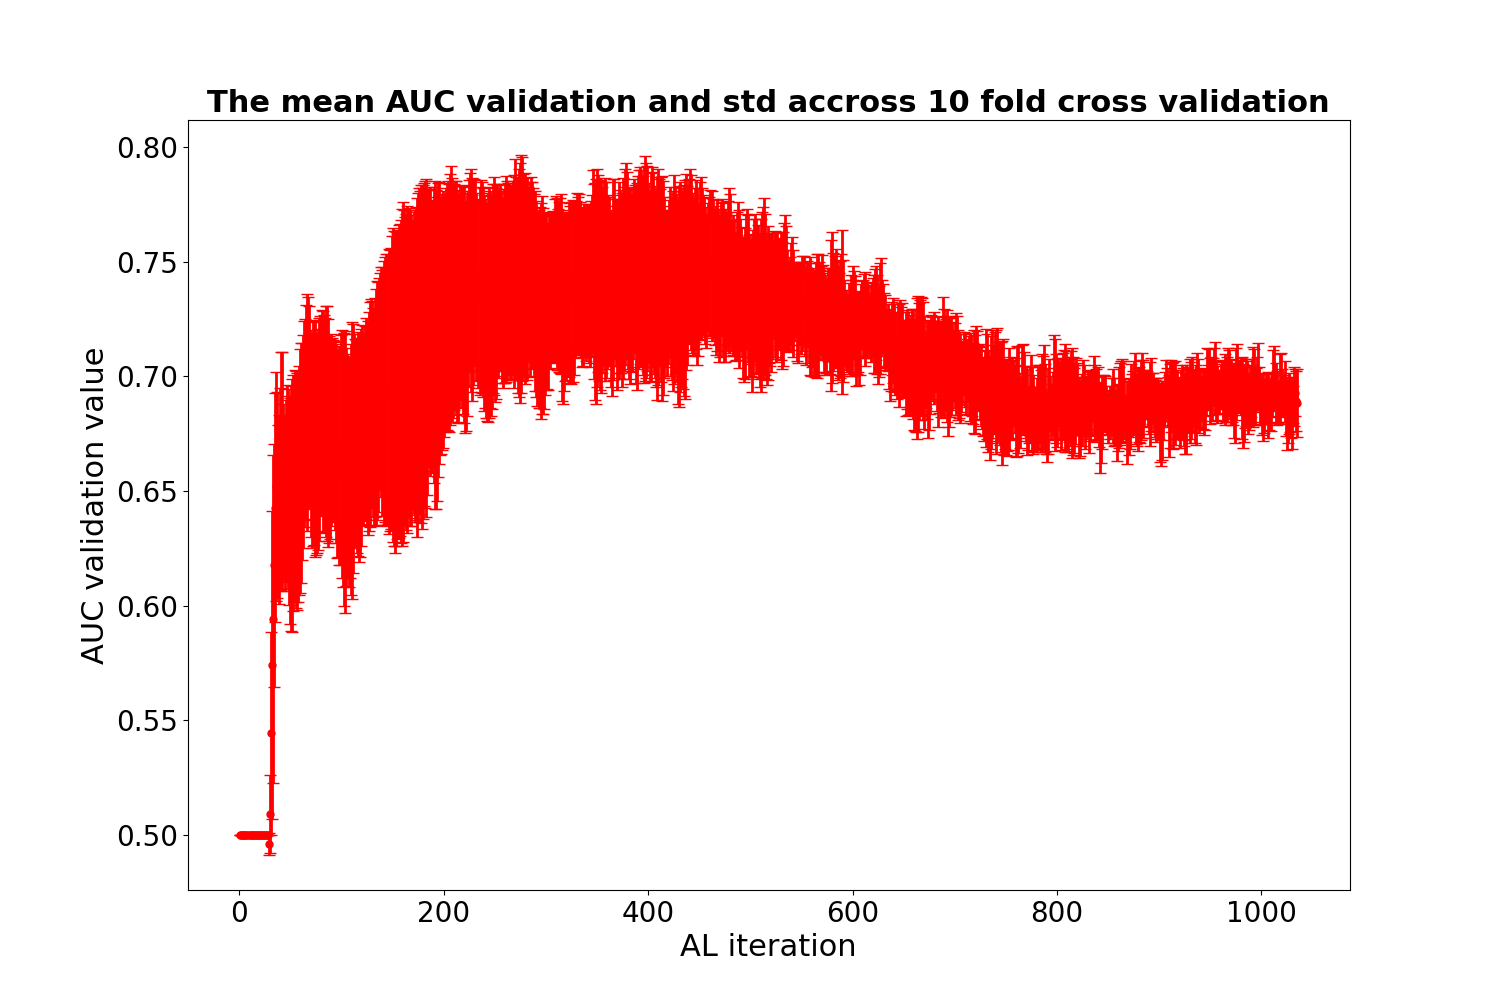 The mean AUC validation and std accross 10 fold cross validation
0.80
0.75
0.70
0.65
0.60
0.55
0.50
AUC validation value
0 200 400 600 800 1000
AL iteration